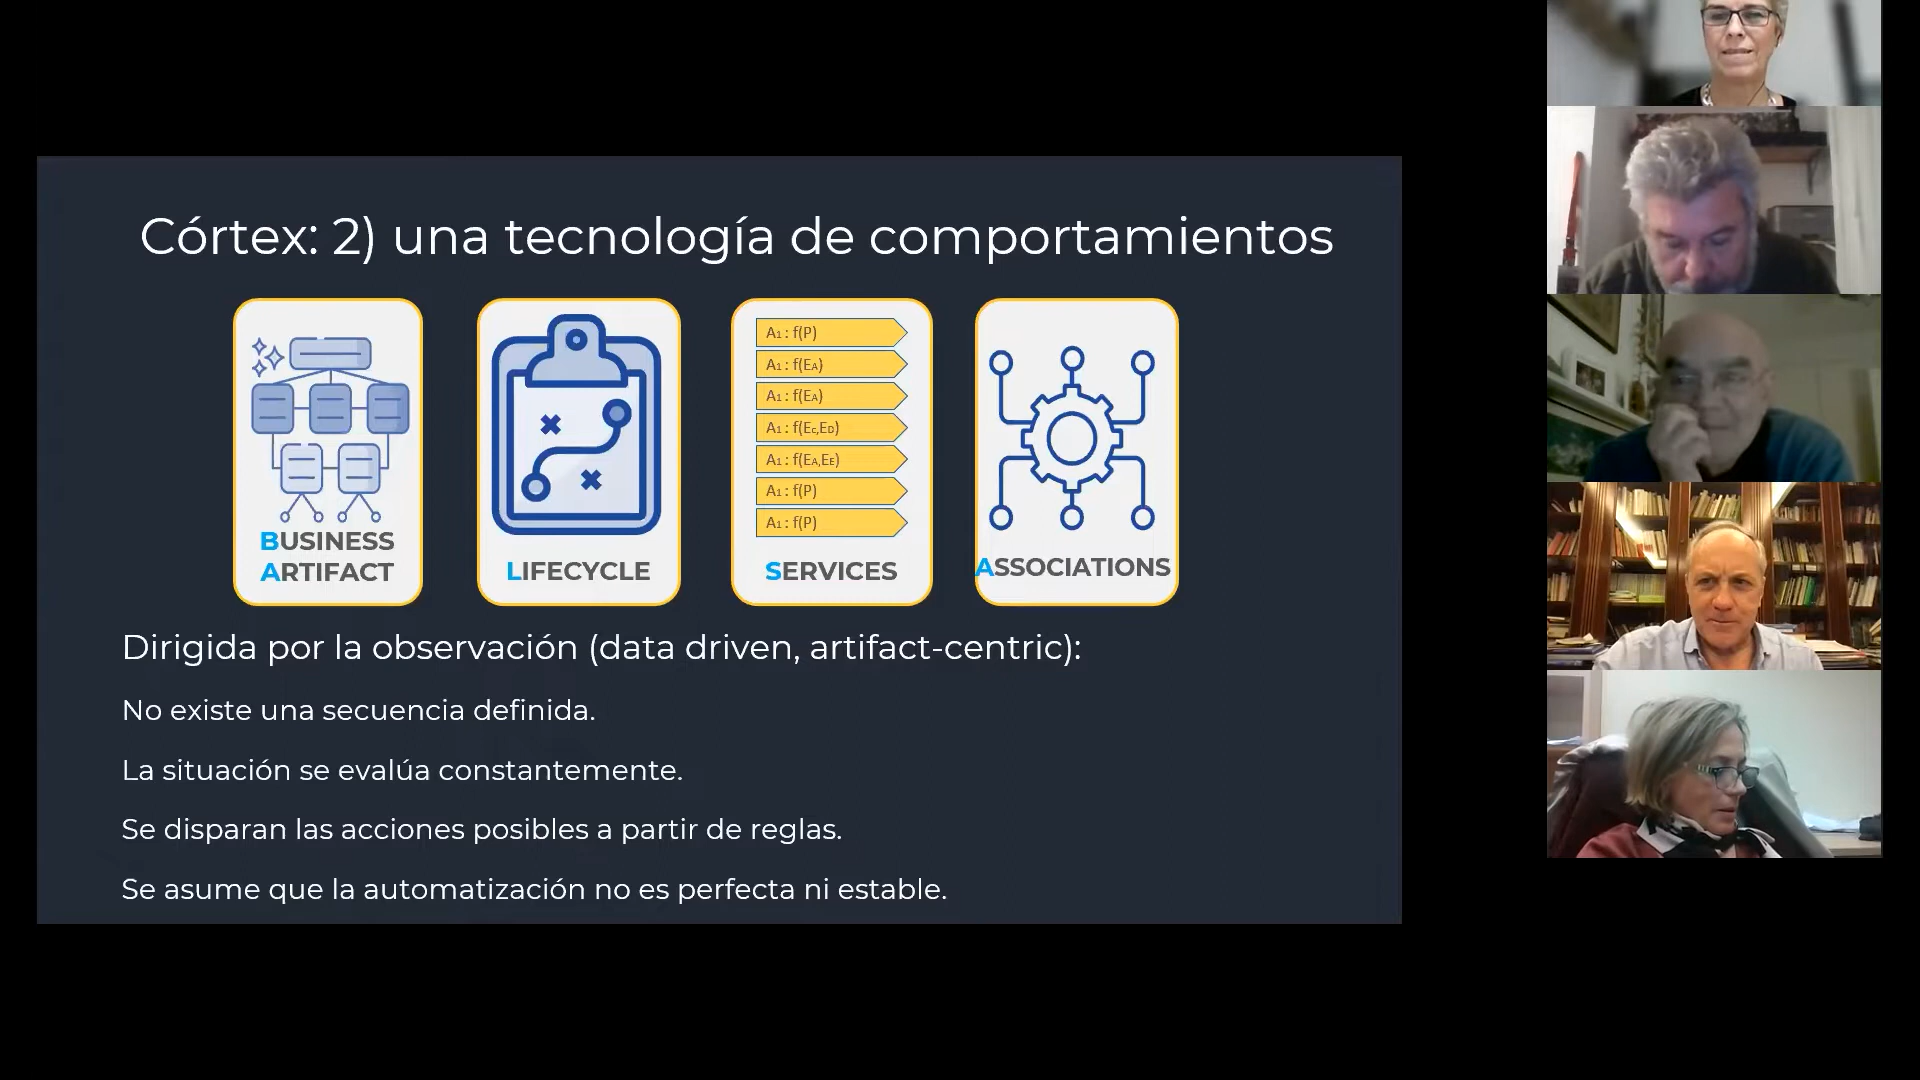 Córtex: 2) una tecnología de comportamientos
BUSINESS
ARTIFACT
LIFECYCLE
A1 : f(P)
A1 : f(EA)
A1 : f(EA)
A1 : f(EC,ED)
A1 : f(EA,EE)
A1 : f(P)
A1 : f(P)
SERVICES
ASSOCIATIONS
Dirigida por la observación (data driven, artifact-centric):
No existe una secuencia definida.
La situación se evalúa constantemente.
Se disparan las acciones posibles a partir de reglas.
Se asume que la automatización no es perfecta ni estable.